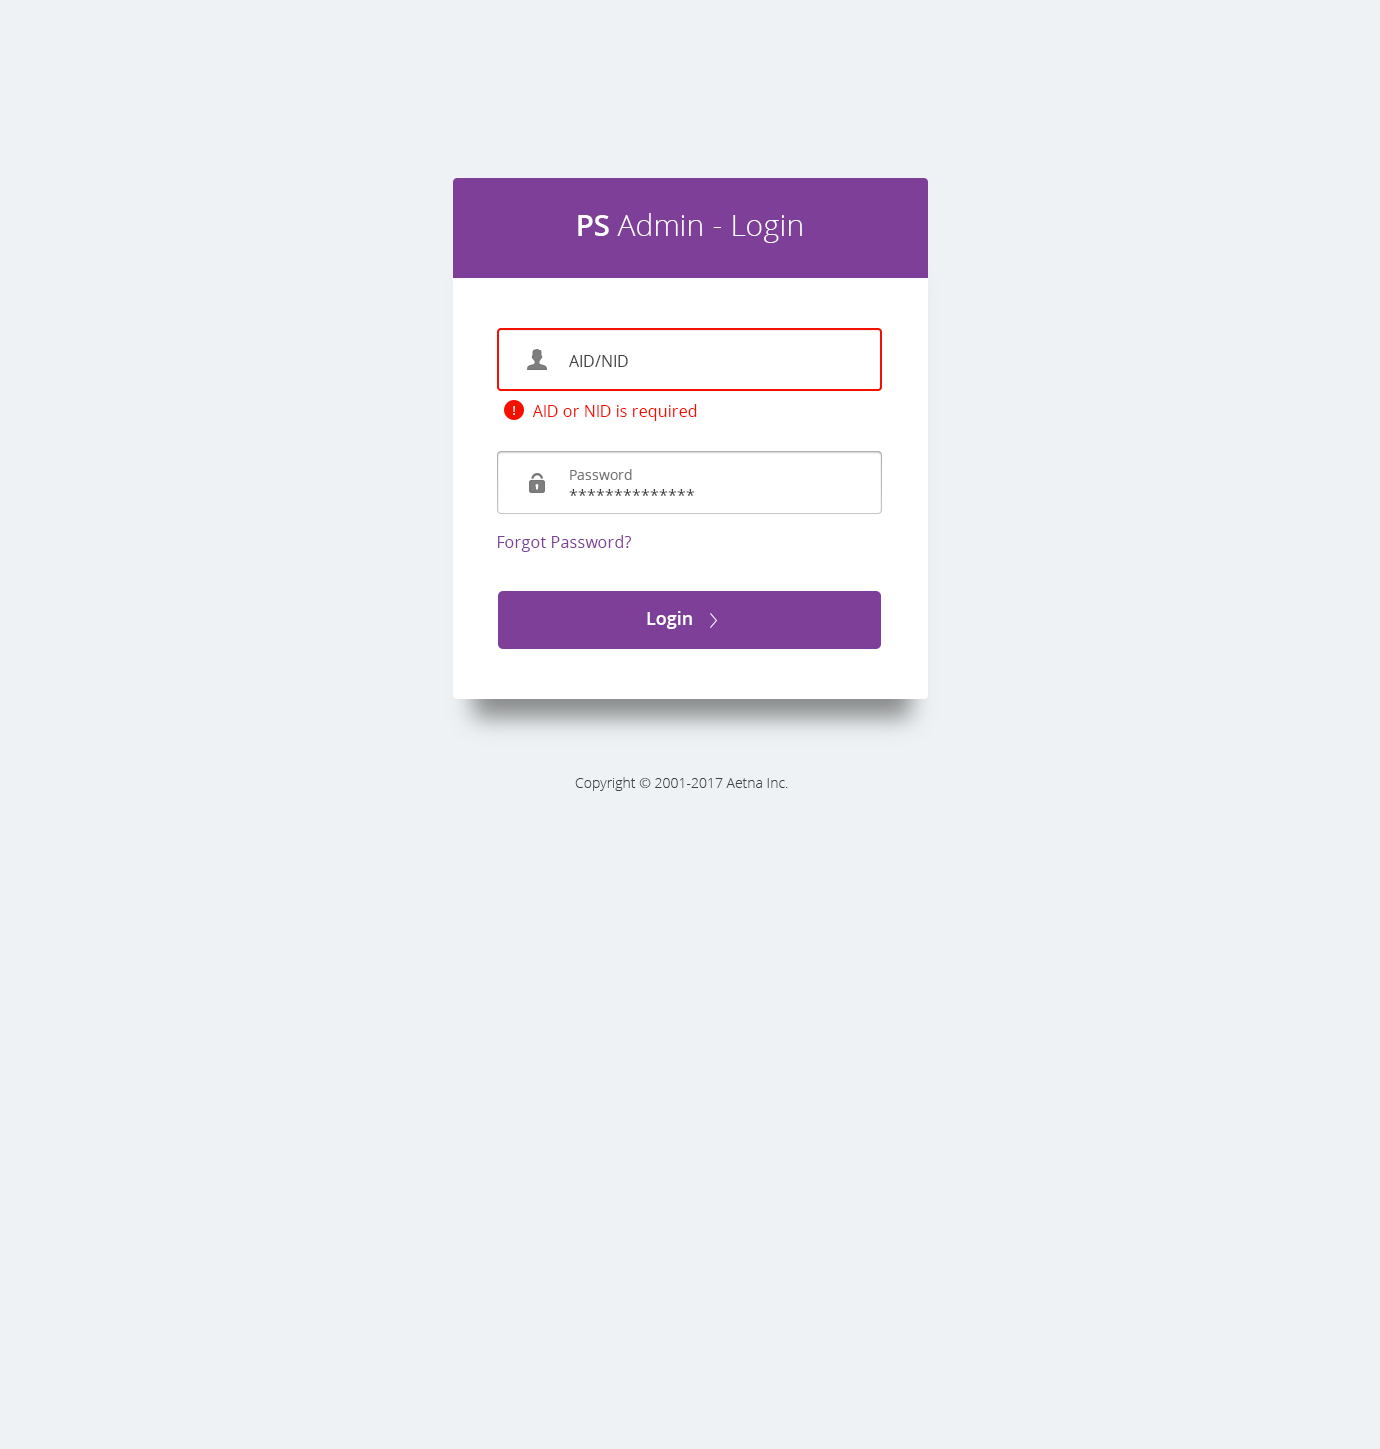 PS Admin - Login
AID/NID
! AID or NID is required
Password
**************
Forgot Password?
Login
Copyright © 2001-2017 Aetna Inc.